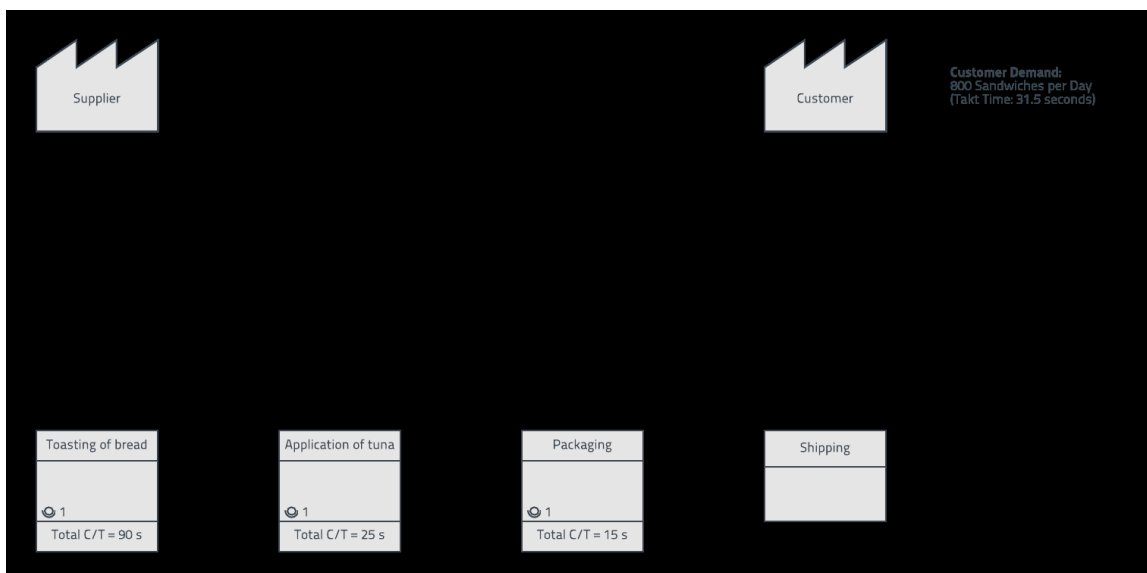 Supplier
Customer
Customer Demand:
800 Sandwiches per Day
(Takt Time: 31.5 seconds)
Toasting of bread
1
Total C/T = 90 s
Application of tuna
1
Total C/T = 25 s
Packaging
1
Total C/T = 15 s
Shipping